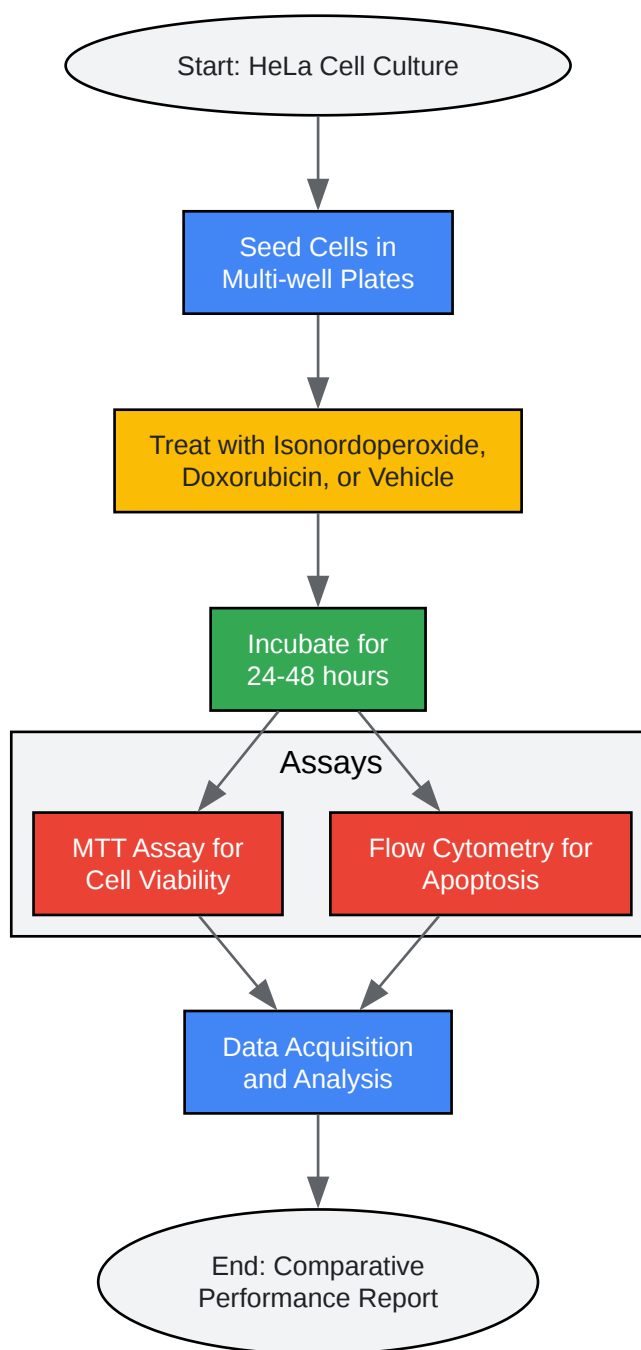 Start: HeLa Cell Culture
Seed Cells in
Multi-well Plates
Treat with Isonordoperoxide,
Doxorubicin, or Vehicle
Incubate for
24-48 hours
Assays
MTT Assay for
Cell Viability
Flow Cytometry for
Apoptosis
Data Acquisition
and Analysis
End: Comparative
Performance Report